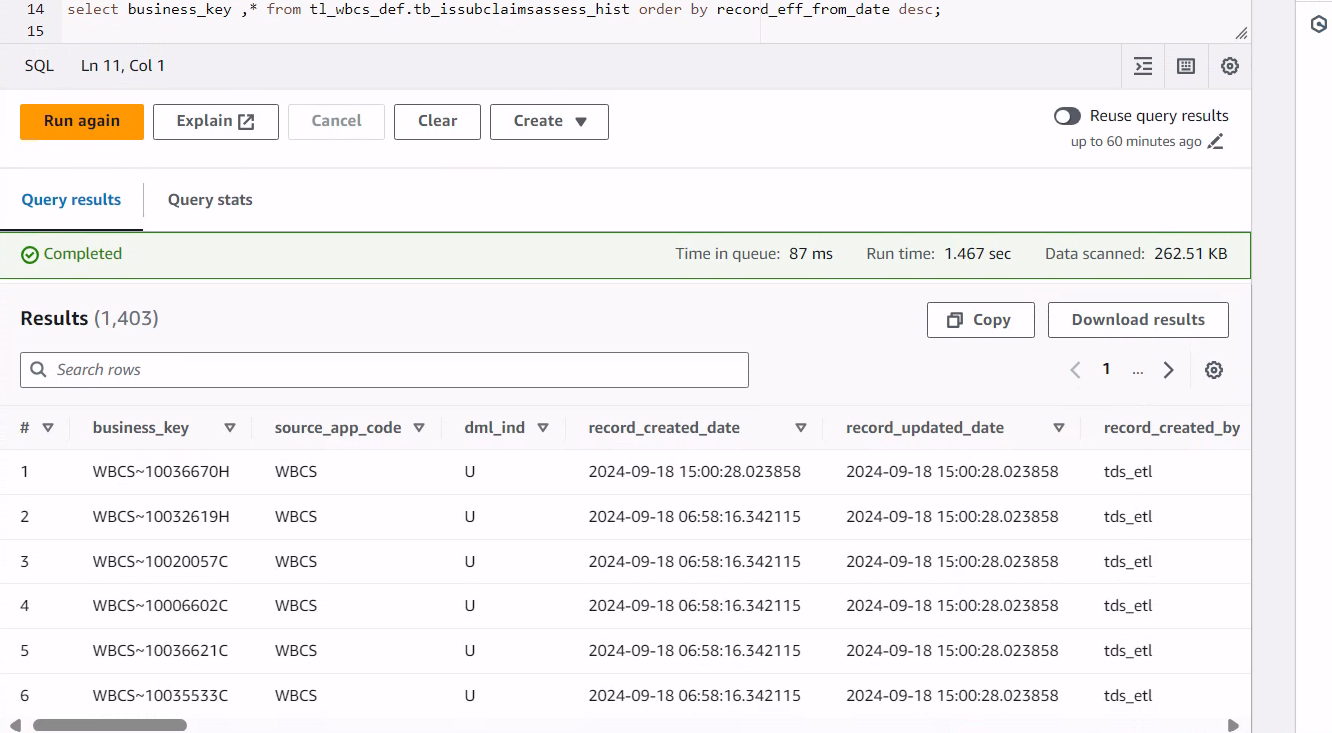 14 select business_key ,* from tl_wbcs_def.tb_issubclaimsassess_hist order by record_eff_from_date desc;
15
SQL Ln 11, Col 1
Run again Explain Cancel Clear Create Reuse query results
up to 60 minutes ago
Query results Query stats
Completed Time in queue: 87 ms Run time: 1.467 sec Data scanned: 262.51 KB
Results (1,403) Copy Download results
Search rows 1 ...
# business_key source_app_code dml_ind record_created_date record_updated_date record_created_by
1 WBCS~10036670H WBCS U 2024-09-18 15:00:28.023858 2024-09-18 15:00:28.023858 tds_etl
2 WBCS~10032619H WBCS U 2024-09-18 06:58:16.342115 2024-09-18 15:00:28.023858 tds_etl
3 WBCS~10020057C WBCS U 2024-09-18 06:58:16.342115 2024-09-18 15:00:28.023858 tds_etl
4 WBCS~10006602C WBCS U 2024-09-18 06:58:16.342115 2024-09-18 15:00:28.023858 tds_etl
5 WBCS~10036621C WBCS U 2024-09-18 06:58:16.342115 2024-09-18 15:00:28.023858 tds_etl
6 WBCS~10035533C WBCS U 2024-09-18 06:58:16.342115 2024-09-18 15:00:28.023858 tds_etl